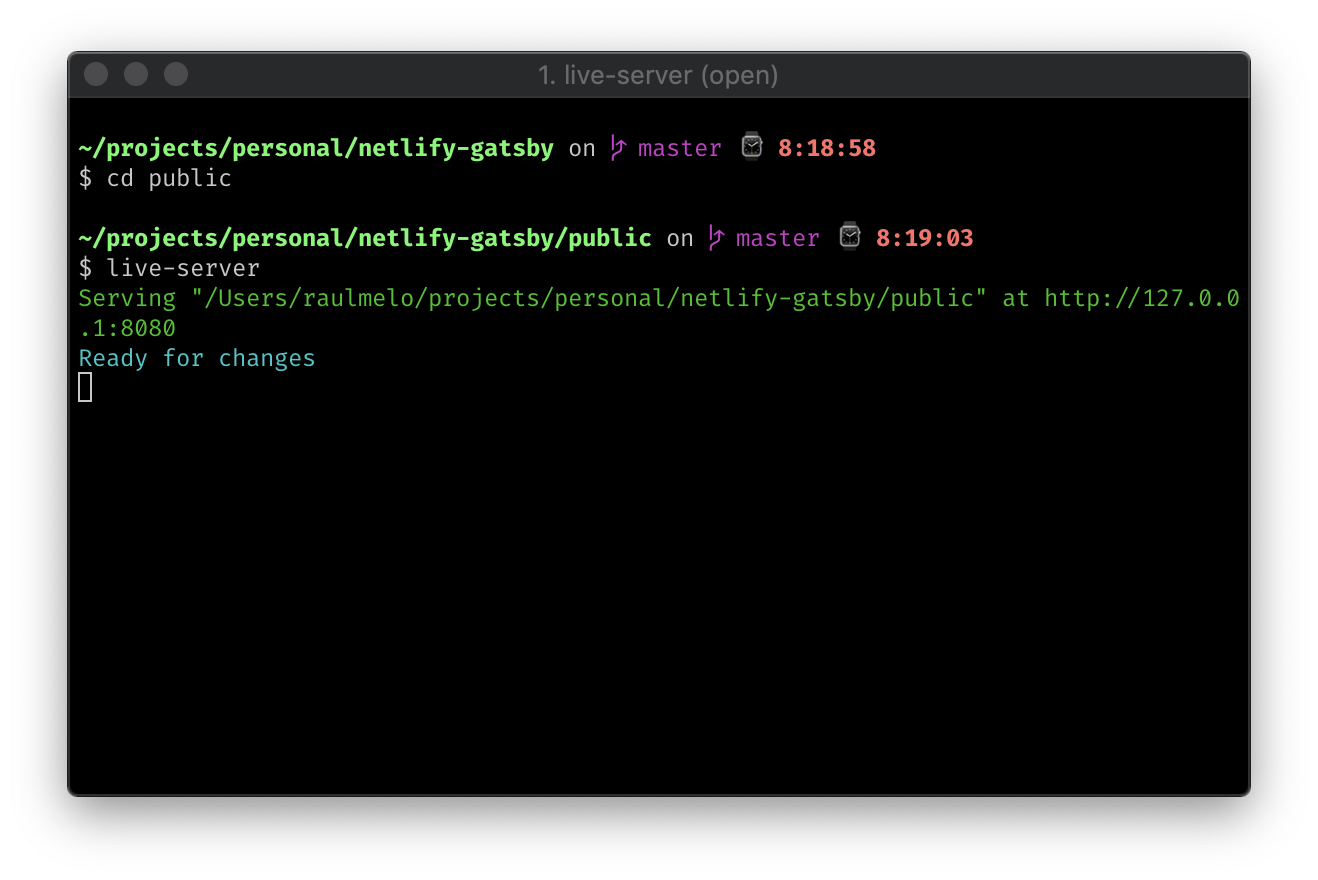 1. live-server (open)
~/projects/personal/netlify-gatsby on master ⌚ 8:18:58
$ cd public
~/projects/personal/netlify-gatsby/public on master ⌚ 8:19:03
$ live-server
Serving "/Users/raulmelo/projects/personal/netlify-gatsby/public" at http://127.0.0
.1:8080
Ready for changes